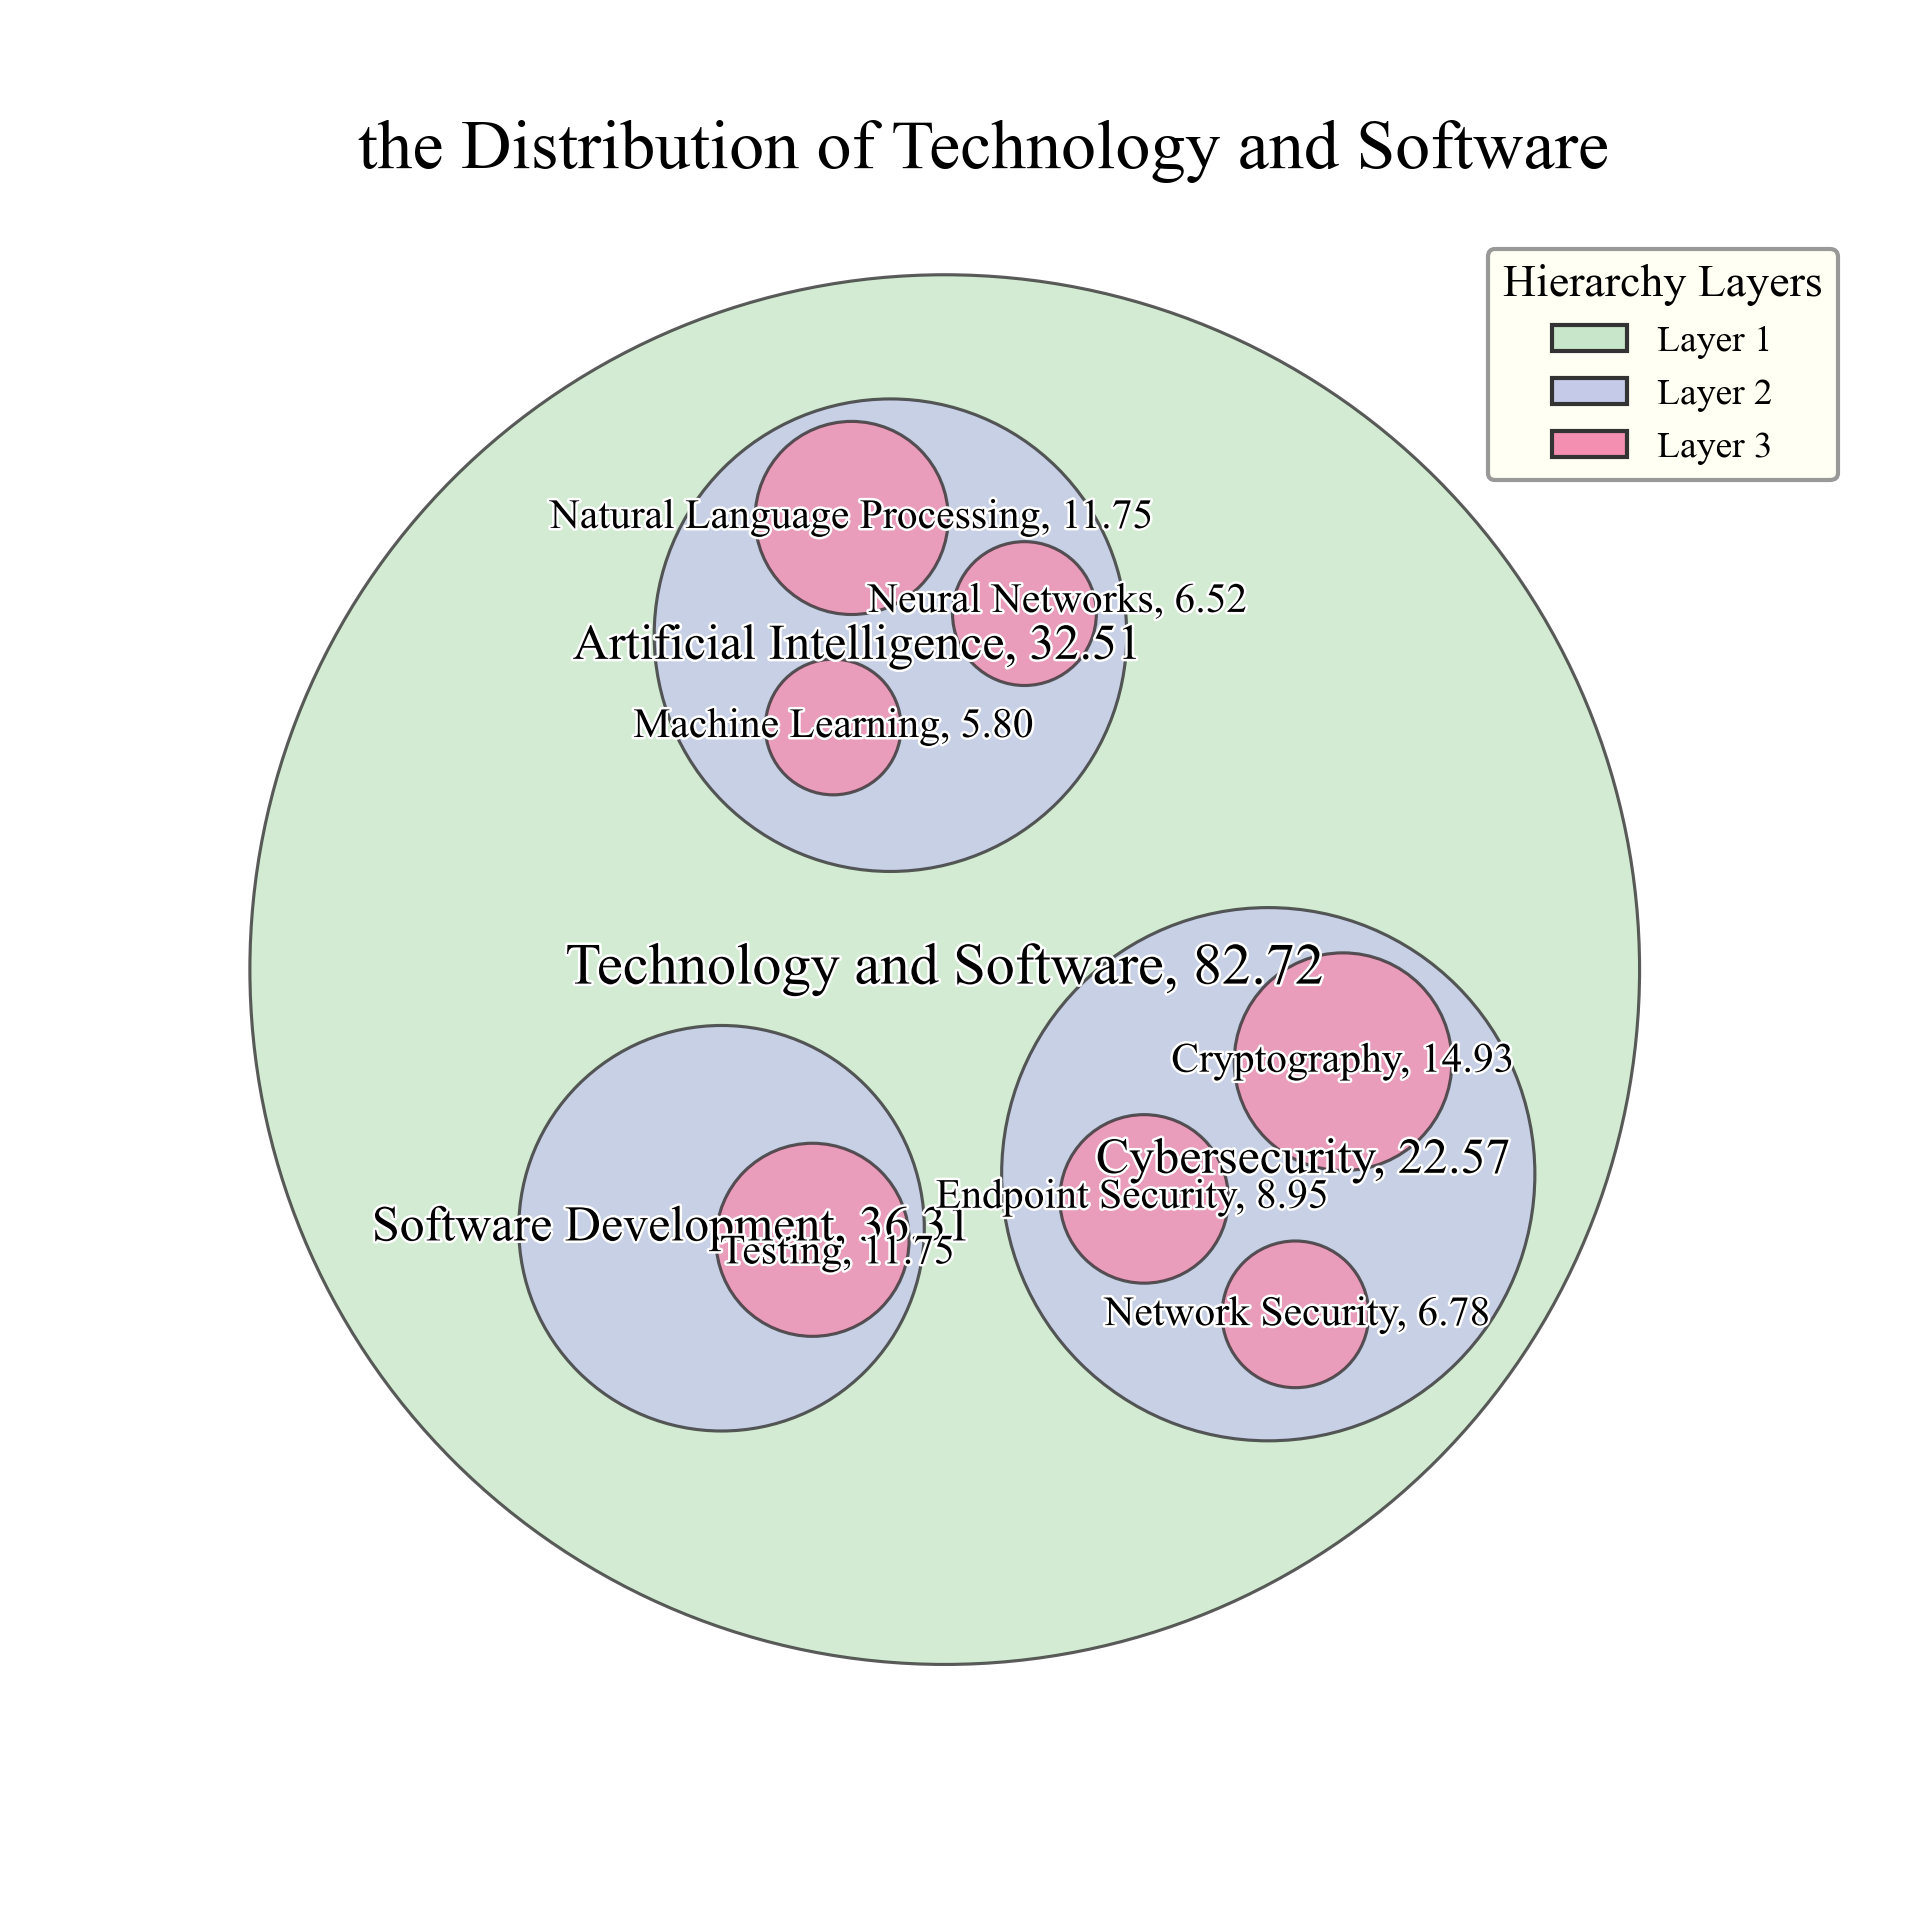 the Distribution of Technology and Software
Hierarchy Layers
Layer 1
Layer 2
Layer 3
Natural Language Processing, 11.75
Neural Networks, 6.52
Artificial Intelligence, 32.51
Machine Learning, 5.80
Technology and Software, 82.72
Cryptography, 14.93
Cybersecurity, 22.57
Endpoint Security, 8.95
Software Development, 36.31
Testing, 11.75
Network Security, 6.78